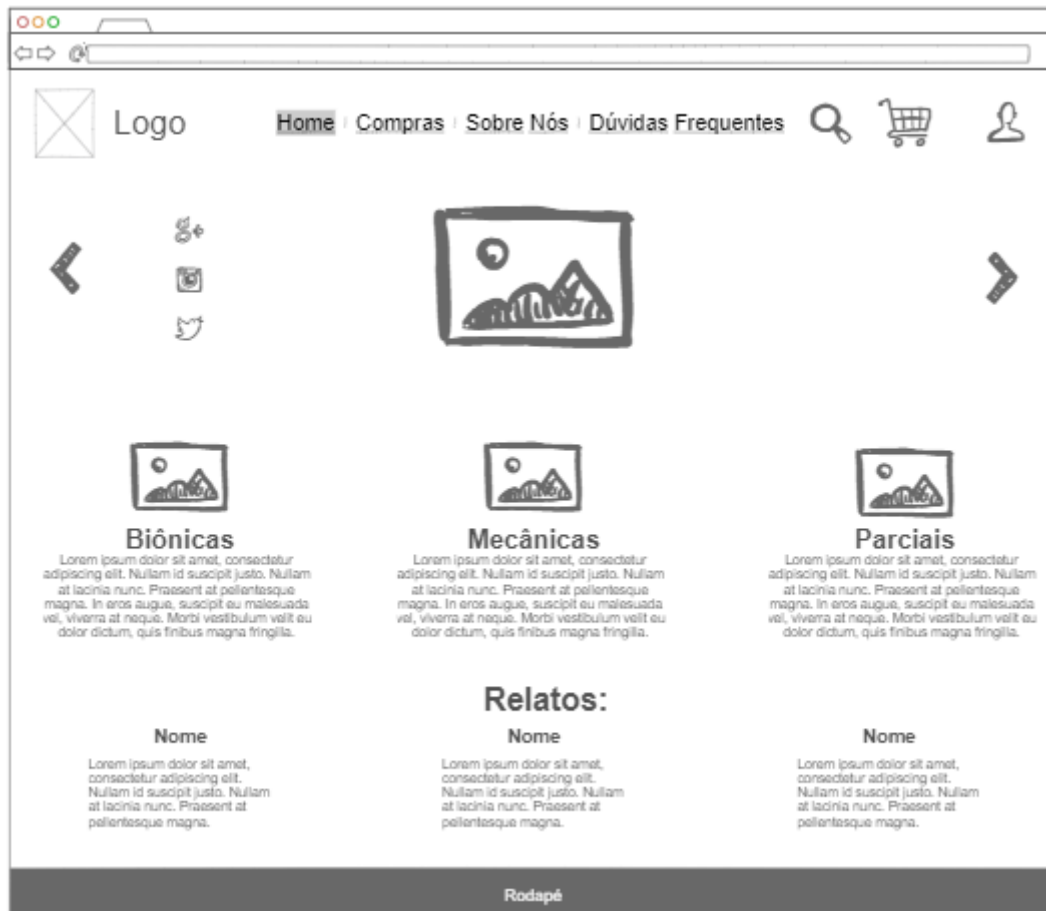 Logo
Home Compras Sobre Nós Dúvidas Frequentes
Biônicas
Lorem ipsum dolor sit amet, consectetur
adipiscing elit. Nullam id suscipit justo. Nullam
at lacinia nunc. Praesent at pellentesque
magna. In eros augue, suscipit eu malesuada
vel, viverra at neque. Morbi vestibulum velit eu
dolor dictum, quis finibus magna fringilla.
Mecânicas
Lorem ipsum dolor sit amet, consectetur
adipiscing elit. Nullam id suscipit justo. Nullam
at lacinia nunc. Praesent at pellentesque
magna. In eros augue, suscipit eu malesuada
vel, viverra at neque. Morbi vestibulum velit eu
dolor dictum, quis finibus magna fringilla.
Parciais
Lorem ipsum dolor sit amet, consectetur
adipiscing elit. Nullam id suscipit justo. Nullam
at lacinia nunc. Praesent at pellentesque
magna. In eros augue, suscipit eu malesuada
vel, viverra at neque. Morbi vestibulum velit eu
dolor dictum, quis finibus magna fringilla.
Relatos:
Nome
Lorem ipsum dolor sit amet,
consectetur adipiscing elit.
Nullam id suscipit justo. Nullam
at lacinia nunc. Praesent at
pellentesque magna.
Nome
Lorem ipsum dolor sit amet,
consectetur adipiscing elit.
Nullam id suscipit justo. Nullam
at lacinia nunc. Praesent at
pellentesque magna.
Nome
Lorem ipsum dolor sit amet,
consectetur adipiscing elit.
Nullam id suscipit justo. Nullam
at lacinia nunc. Praesent at
pellentesque magna.
Rodapé